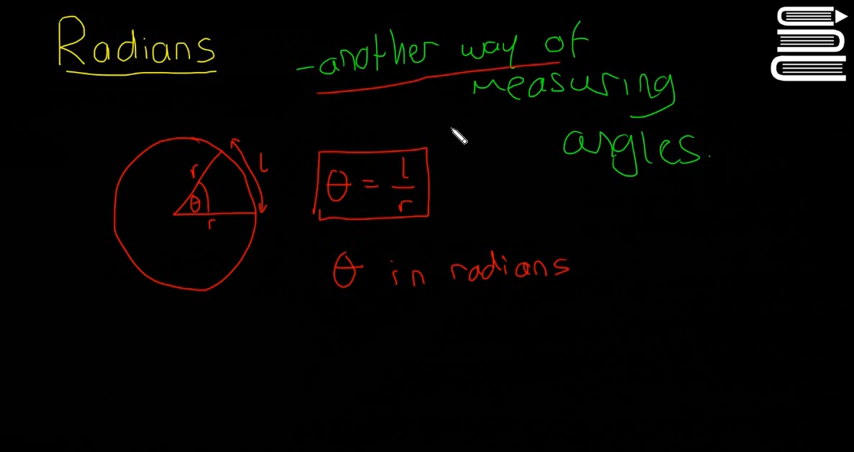 Radians
-another way of
measuring
angles.
r
l
θ
r
θ = l/r
θ in radians